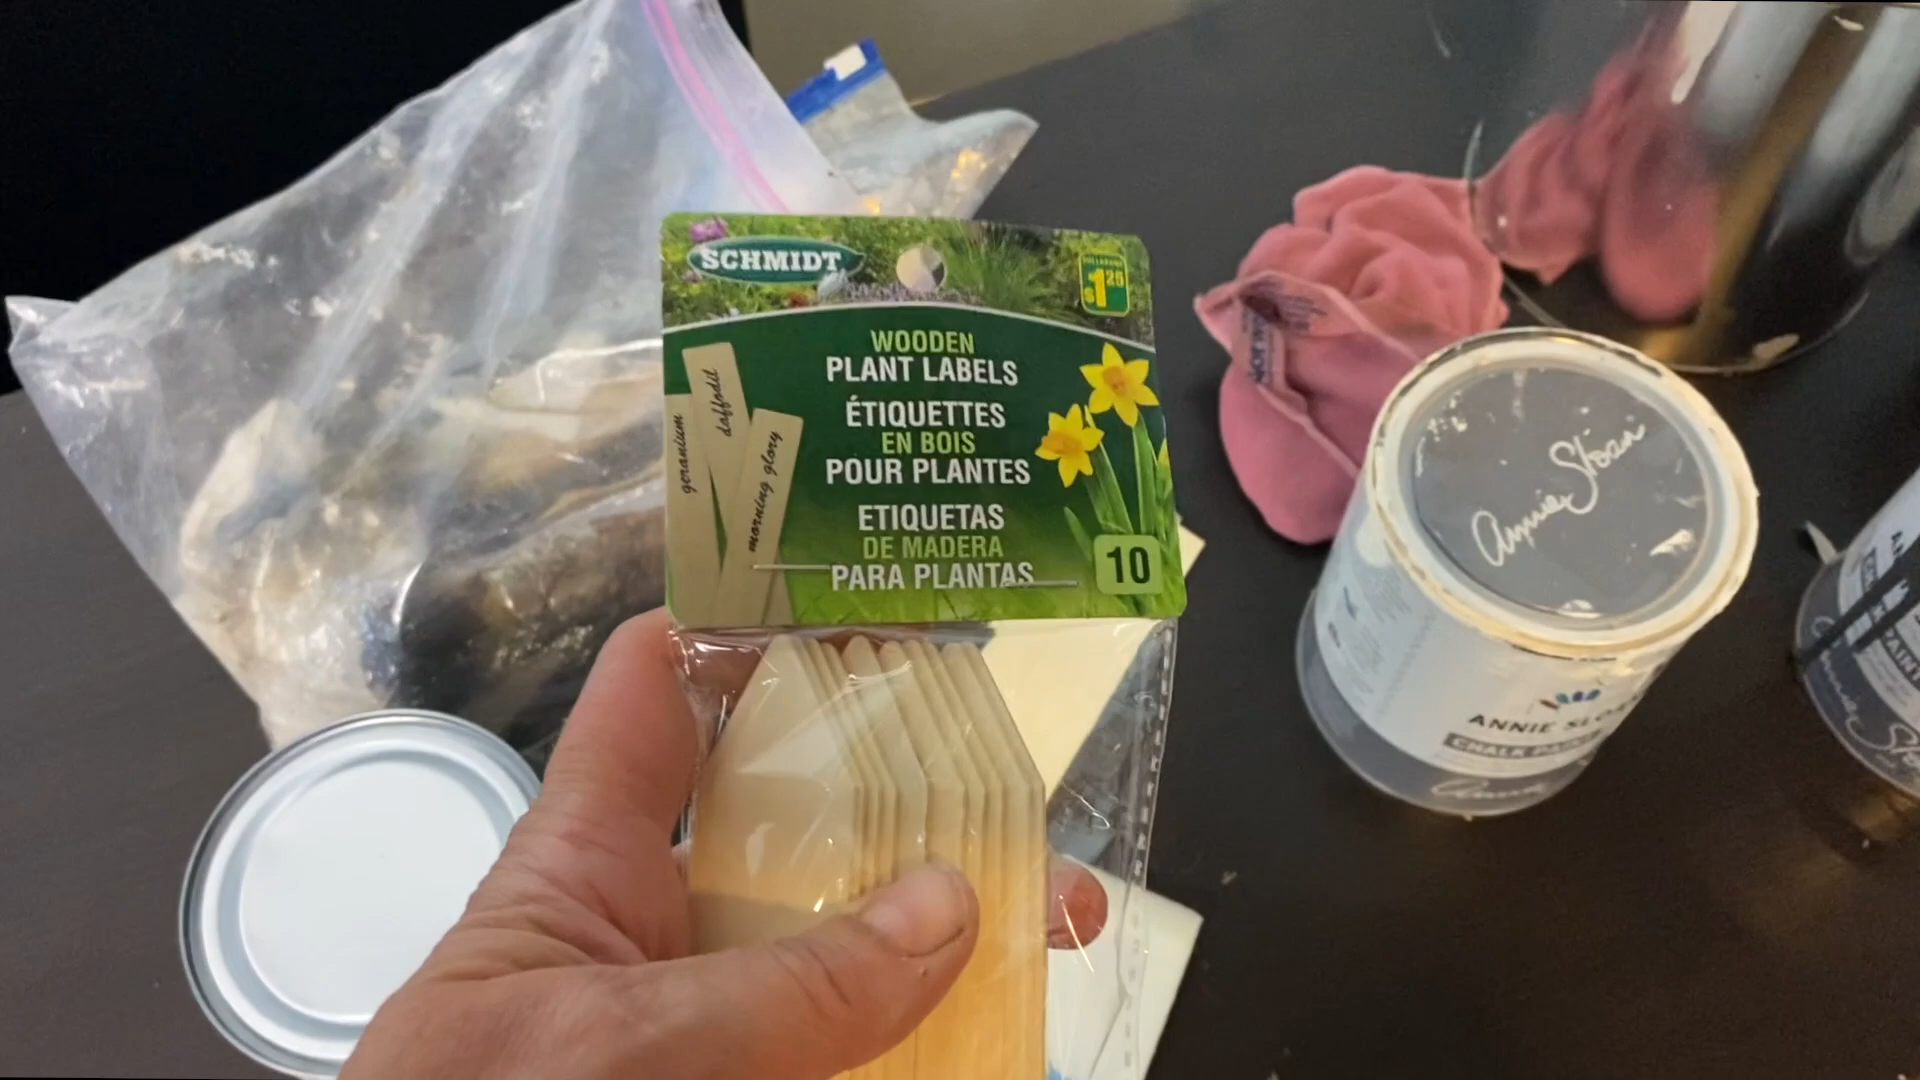 SCHMIDT
DOLLARAMA
$1.25
WOODEN
PLANT LABELS
ÉTIQUETTES
EN BOIS
POUR PLANTES
ETIQUETAS
DE MADERA
PARA PLANTAS
10
geranium
daffodil
morning glory
Annie Sloan
ANNIE SLOAN
CHALK PAINT